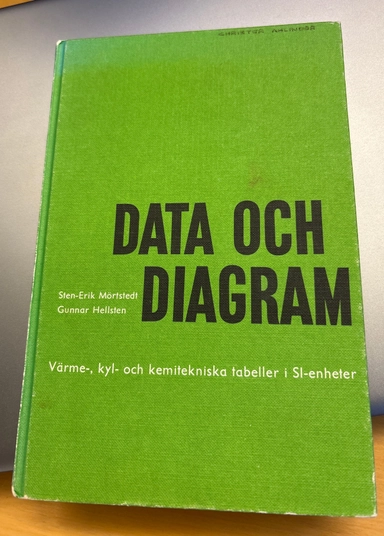 DATA OCH
DIAGRAM
Sten-Erik Mörtstedt
Gunnar Hellsten
Värme-, kyl- och kemitekniska tabeller i SI-enheter